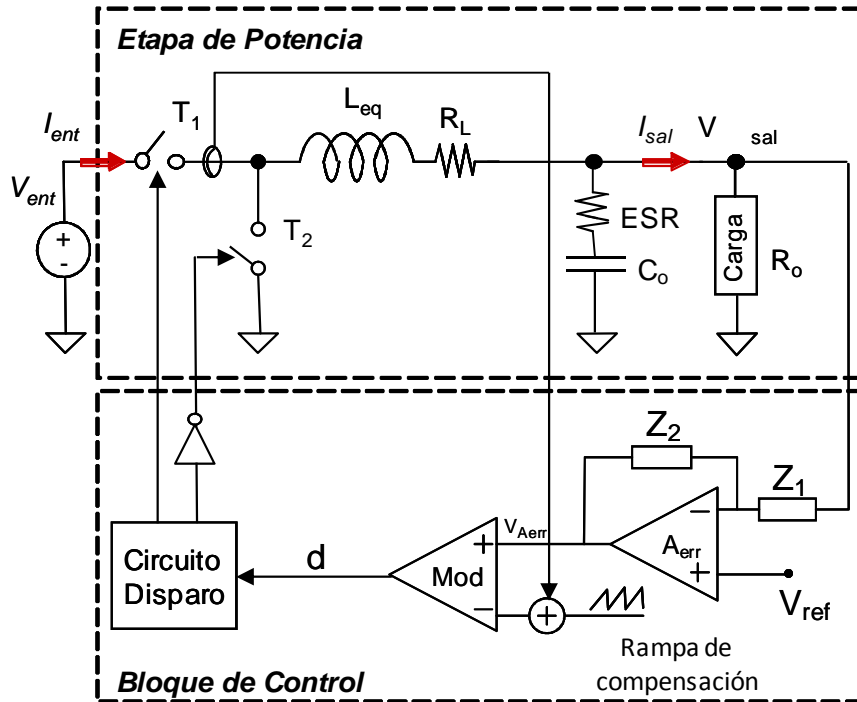 Etapa de Potencia
I_ent
T_1
L_eq
R_L
I_sal
V_sal
V_ent
+
-
T_2
ESR
C_o
Carga
R_o
Z_2
Z_1
Circuito
Disparo
d
Mod
+
−
V_Aerr
A_err
−
+
+
V_ref
Rampa de
compensación
Bloque de Control